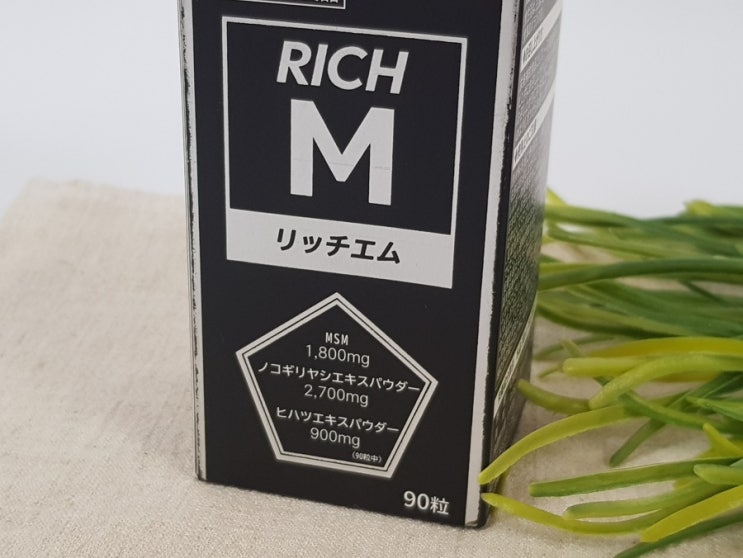 RICH
M
リッチエム
MSM
1,800mg
ノコギリヤシエキスパウダー
2,700mg
ヒハツエキスパウダー
900mg
(90粒中)
90粒